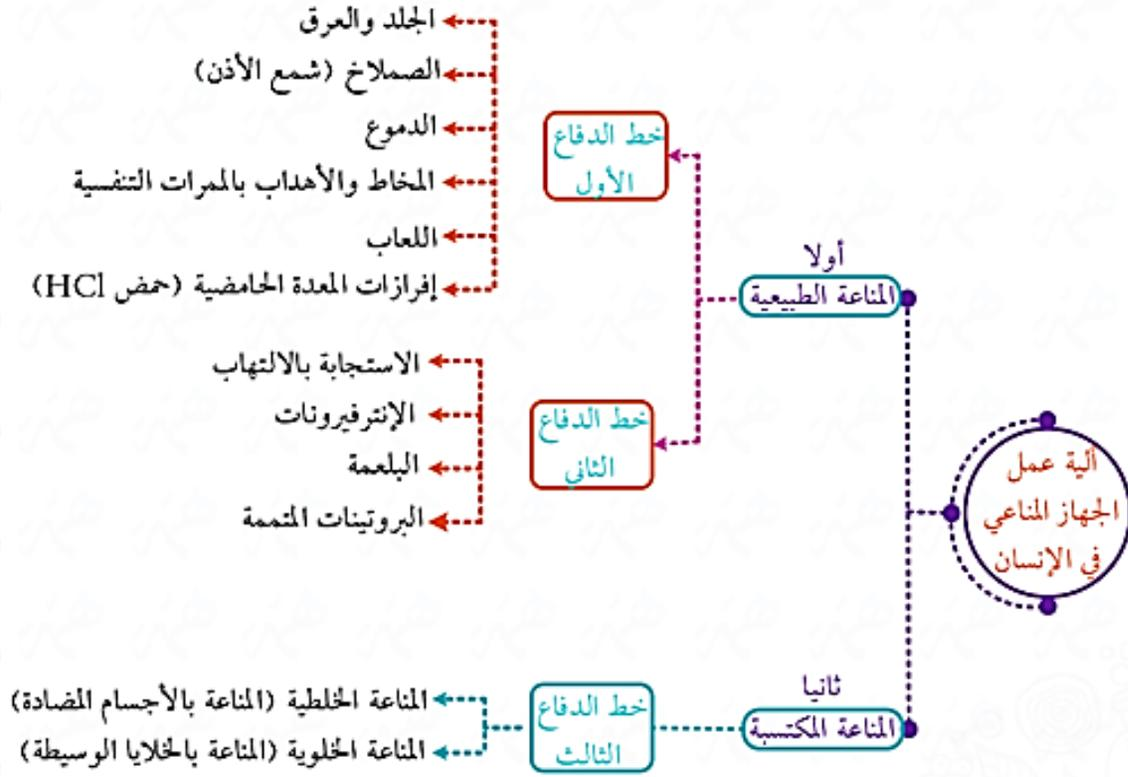 آلية عمل
الجهاز المناعي
في الإنسان
أولا
المناعة الطبيعية
خط الدفاع
الأول
الجلد والعرق
الصملاخ (شمع الأذن)
الدموع
المخاط والأهداب بالممرات التنفسية
اللعاب
إفرازات المعدة الحامضية (حمض HCl)
خط الدفاع
الثاني
الاستجابة بالالتهاب
الإنترفيرونات
البلعمة
البروتينات المتممة
ثانيا
المناعة المكتسبة
خط الدفاع
الثالث
المناعة الخلطية (المناعة بالأجسام المضادة)
المناعة الخلوية (المناعة بالخلايا الوسيطة)